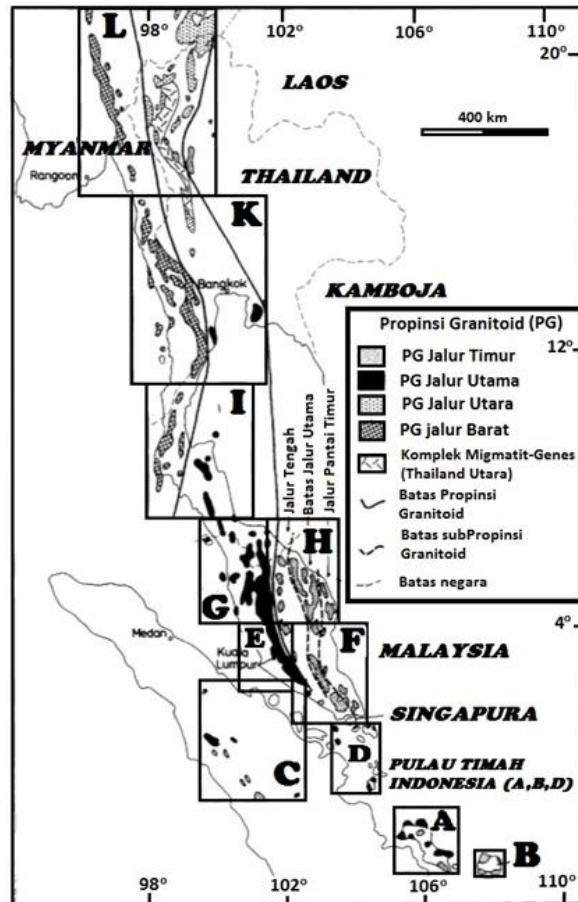 98° 102° 106° 110°
20°
L
LAOS
400 km
MYANMAR
Rangoon
THAILAND
K
Bangkok
KAMBOJA
Propinsi Granitoid (PG)
12°
PG Jalur Timur
PG Jalur Utama
PG Jalur Utara
PG jalur Barat
Komplek Migmatit-Genes
(Thailand Utara)
Batas Propinsi
Granitoid
Batas subPropinsi
Granitoid
Batas negara
I
Jalur Tengah
Batas Jalur Utama
Jalur Pantai Timur
H
G
4°
Medan
E
F
Kuala
Lumpur
MALAYSIA
SINGAPURA
C
D
PULAU TIMAH
INDONESIA (A,B,D)
A
B
98° 102° 106° 110°